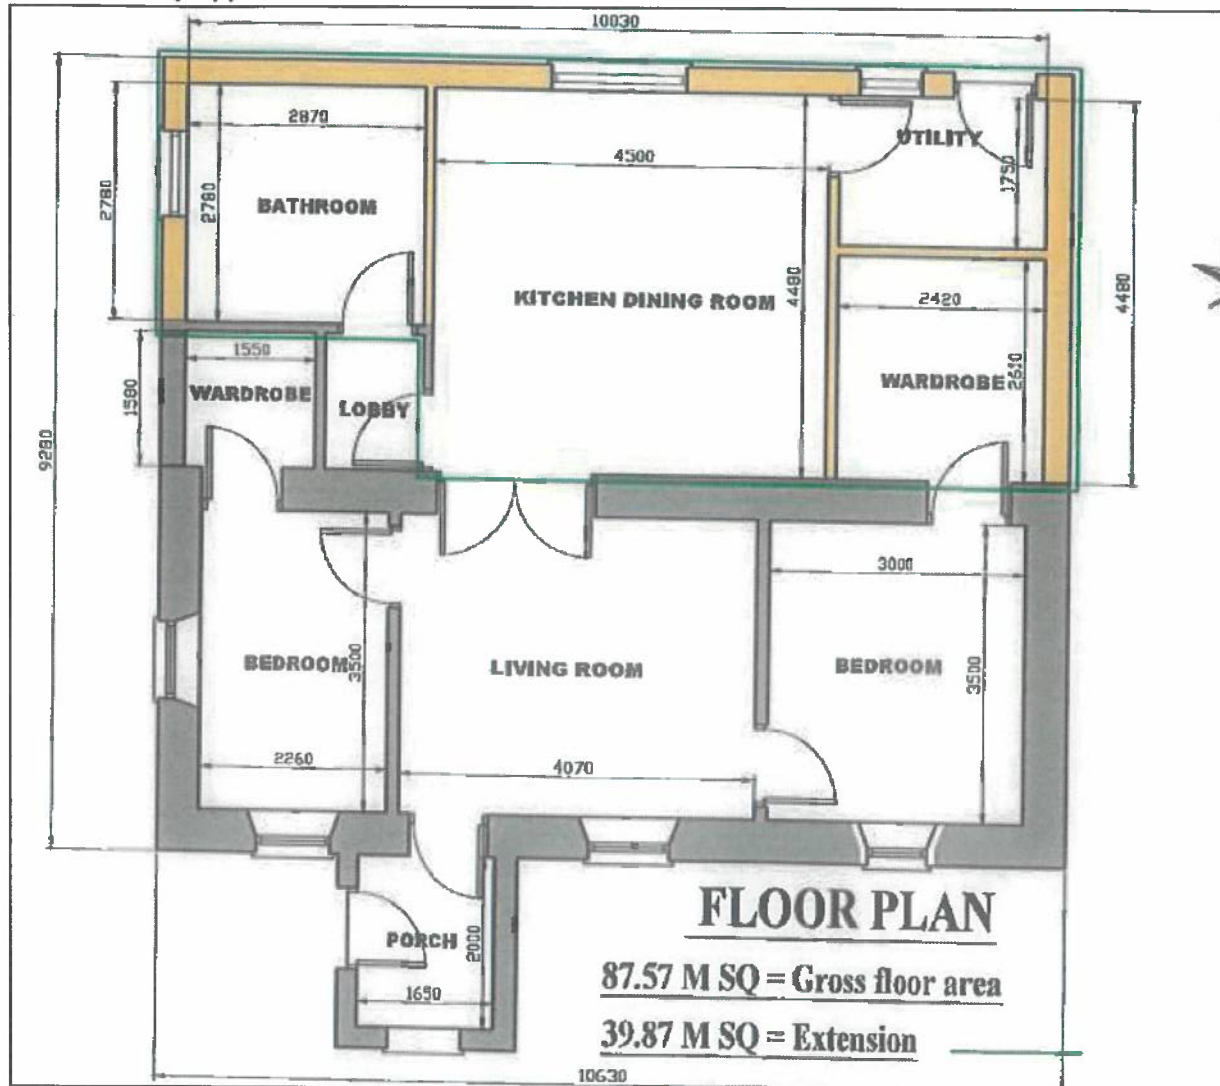 10030
2870
4500
UTILITY
1750
2780
2780
BATHROOM
KITCHEN DINING ROOM
4480
2420
4480
1550
WARDROBE
LOBBY
WARDROBE
1580
9280
3000
BEDROOM
3500
LIVING ROOM
BEDROOM
3500
2260
4070
FLOOR PLAN
PORCH
2000
1650
87.57 M SQ = Gross floor area
39.87 M SQ = Extension
10630